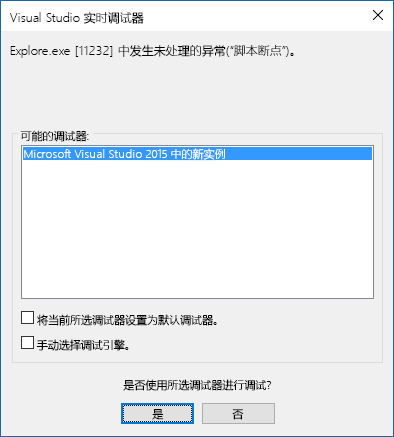 Visual Studio 实时调试器
Explore.exe [11232] 中发生未处理的异常(“脚本断点”)。
可能的调试器:
Microsoft Visual Studio 2015 中的新实例
将当前所选调试器设置为默认调试器。
手动选择调试引擎。
是否使用所选调试器进行调试?
是
否